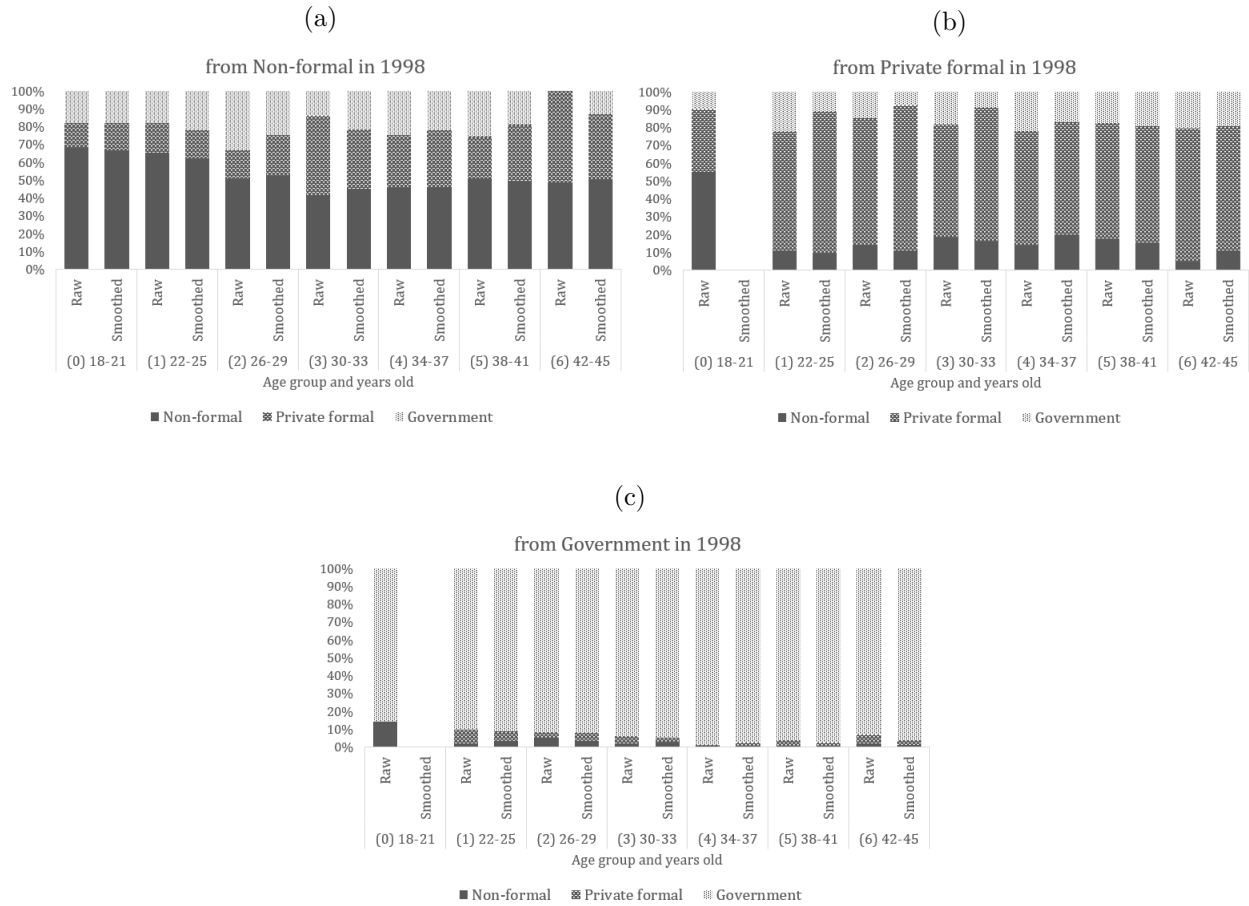 (a)
from Non-formal in 1998
100%
90%
80%
70%
60%
50%
40%
30%
20%
10%
0%
Raw Smoothed Raw Smoothed Raw Smoothed Raw Smoothed Raw Smoothed Raw Smoothed Raw Smoothed
(0) 18-21 (1) 22-25 (2) 26-29 (3) 30-33 (4) 34-37 (5) 38-41 (6) 42-45
Age group and years old
Non-formal Private formal Government
(b)
from Private formal in 1998
100%
90%
80%
70%
60%
50%
40%
30%
20%
10%
0%
Raw Smoothed Raw Smoothed Raw Smoothed Raw Smoothed Raw Smoothed Raw Smoothed Raw Smoothed
(0) 18-21 (1) 22-25 (2) 26-29 (3) 30-33 (4) 34-37 (5) 38-41 (6) 42-45
Age group and years old
Non-formal Private formal Government
(c)
from Government in 1998
100%
90%
80%
70%
60%
50%
40%
30%
20%
10%
0%
Raw Smoothed Raw Smoothed Raw Smoothed Raw Smoothed Raw Smoothed Raw Smoothed Raw Smoothed
(0) 18-21 (1) 22-25 (2) 26-29 (3) 30-33 (4) 34-37 (5) 38-41 (6) 42-45
Age group and years old
Non-formal Private formal Government